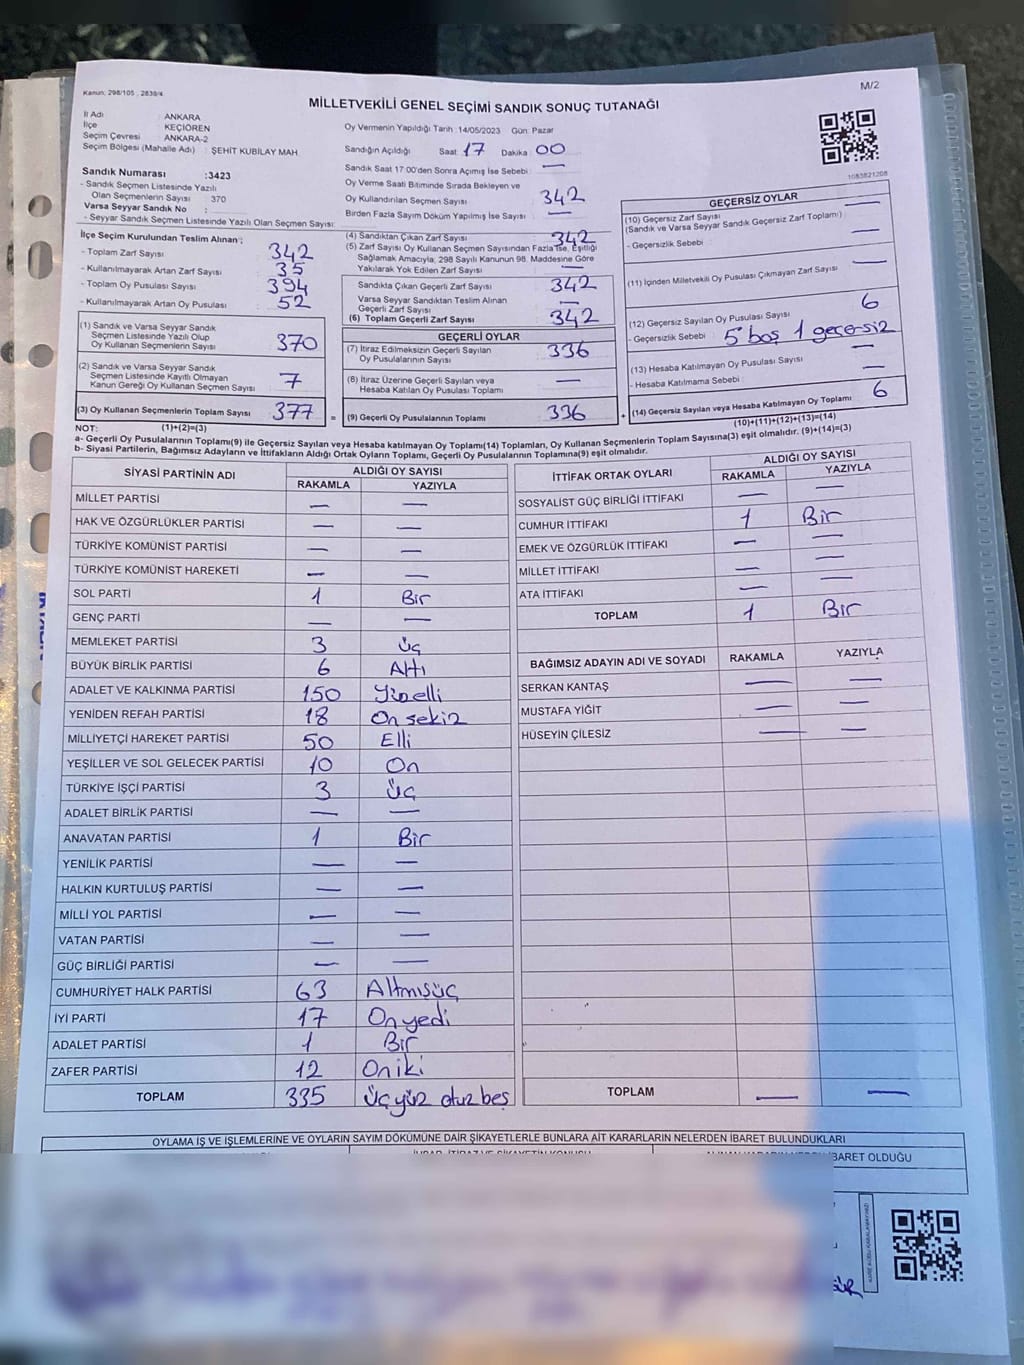 Kanun: 298/105 , 2839/4
M/2
MİLLETVEKİLİ GENEL SEÇİMİ SANDIK SONUÇ TUTANAĞI
İl Adı : ANKARA
İlçe : KEÇİÖREN
Seçim Çevresi : ANKARA-2
Seçim Bölgesi (Mahalle Adı) : ŞEHİT KUBİLAY MAH.
Sandık Numarası :3423
- Sandık Seçmen Listesinde Yazılı
Olan Seçmenlerin Sayısı : 370
Varsa Seyyar Sandık No :
- Seyyar Sandık Seçmen Listesinde Yazılı Olan Seçmen Sayısı:
Oy Vermenin Yapıldığı Tarih :14/05/2023 Gün: Pazar
Sandığın Açıldığı Saat: 17 Dakika 00
Sandık Saat 17:00'den Sonra Açımış İse Sebebi : —
Oy Verme Saati Bitiminde Sırada Bekleyen ve
Oy Kullandırılan Seçmen Sayısı 342
Birden Fazla Sayım Döküm Yapılmış İse Sayısı —
1083821208
İlçe Seçim Kurulundan Teslim Alınan ;
- Toplam Zarf Sayısı 342
- Kullanılmayarak Artan Zarf Sayısı 35
- Toplam Oy Pusulası Sayısı 394
- Kullanılmayarak Artan Oy Pusulası 52
(1) Sandık ve Varsa Seyyar Sandık
Seçmen Listesinde Yazılı Olup
Oy Kullanan Seçmenlerin Sayısı 370
(2) Sandık ve Varsa Seyyar Sandık
Seçmen Listesinde Kayıtlı Olmayan
Kanun Gereği Oy Kullanan Seçmen Sayısı 7
(3) Oy Kullanan Seçmenlerin Toplam Sayısı 377 =
(4) Sandıktan Çıkan Zarf Sayısı 342
(5) Zarf Sayısı Oy Kullanan Seçmen Sayısından Fazla İse, Eşitliği
Sağlamak Amacıyla, 298 Sayılı Kanunun 98. Maddesine Göre
Yakılarak Yok Edilen Zarf Sayısı —
Sandıkta Çıkan Geçerli Zarf Sayısı 342
Varsa Seyyar Sandıktan Teslim Alınan
Geçerli Zarf Sayısı —
(6) Toplam Geçerli Zarf Sayısı 342
GEÇERLİ OYLAR
(7) İtiraz Edilmeksizin Geçerli Sayılan
Oy Pusulalarının Sayısı 336
(8) İtiraz Üzerine Geçerli Sayılan veya
Hesaba Katılan Oy Pusulası Toplamı —
(9) Geçerli Oy Pusulalarının Toplamı 336 +
GEÇERSİZ OYLAR —
(10) Geçersiz Zarf Sayısı
(Sandık ve Varsa Seyyar Sandık Geçersiz Zarf Toplamı)
- Geçersizlik Sebebi : —
(11) İçinden Milletvekili Oy Pusulası Çıkmayan Zarf Sayısı —
(12) Geçersiz Sayılan Oy Pusulası Sayısı 6
- Geçersizlik Sebebi : 5 boş 1 geçersiz
(13) Hesaba Katılmayan Oy Pusulası Sayısı —
- Hesaba Katılmama Sebebi : —
(14) Geçersiz Sayılan veya Hesaba Katılmayan Oy Toplamı 6
NOT: (1)+(2)=(3)
(10)+(11)+(12)+(13)=(14)
a- Geçerli Oy Pusulalarının Toplamı(9) ile Geçersiz Sayılan veya Hesaba katılmayan Oy Toplamı(14) Toplamları, Oy Kullanan Seçmenlerin Toplam Sayısına(3) eşit olmalıdır. (9)+(14)=(3)
b- Siyasi Partilerin, Bağımsız Adayların ve İttifakların Aldığı Ortak Oyların Toplamı, Geçerli Oy Pusulalarının Toplamına(9) eşit olmalıdır.
SİYASİ PARTİNİN ADI ALDIĞI OY SAYISI
RAKAMLA YAZIYLA
MİLLET PARTİSİ — —
HAK VE ÖZGÜRLÜKLER PARTİSİ — —
TÜRKİYE KOMÜNİST PARTİSİ — —
TÜRKİYE KOMÜNİST HAREKETİ — —
SOL PARTİ 1 Bir
GENÇ PARTİ — —
MEMLEKET PARTİSİ 3 Üç
BÜYÜK BİRLİK PARTİSİ 6 Altı
ADALET VE KALKINMA PARTİSİ 150 Yüzelli
YENİDEN REFAH PARTİSİ 18 On sekiz
MİLLİYETÇİ HAREKET PARTİSİ 50 Elli
YEŞİLLER VE SOL GELECEK PARTİSİ 10 On
TÜRKİYE İŞÇİ PARTİSİ 3 Üç
ADALET BİRLİK PARTİSİ — —
ANAVATAN PARTİSİ 1 Bir
YENİLİK PARTİSİ — —
HALKIN KURTULUŞ PARTİSİ — —
MİLLİ YOL PARTİSİ — —
VATAN PARTİSİ — —
GÜÇ BİRLİĞİ PARTİSİ — —
CUMHURİYET HALK PARTİSİ 63 Altmışüç
İYİ PARTİ 17 Onyedi
ADALET PARTİSİ 1 Bir
ZAFER PARTİSİ 12 Oniki
TOPLAM 335 Üçyüz otuzbeş
İTTİFAK ORTAK OYLARI ALDIĞI OY SAYISI
RAKAMLA YAZIYLA
SOSYALİST GÜÇ BİRLİĞİ İTTİFAKI — —
CUMHUR İTTİFAKI 1 Bir
EMEK VE ÖZGÜRLÜK İTTİFAKI — —
MİLLET İTTİFAKI — —
ATA İTTİFAKI — —
TOPLAM 1 Bir
BAĞIMSIZ ADAYIN ADI VE SOYADI RAKAMLA YAZIYLA
SERKAN KANTAŞ — —
MUSTAFA YİĞİT — —
HÜSEYİN ÇİLESİZ — —
TOPLAM — —
OYLAMA İŞ VE İŞLEMLERİNE VE OYLARIN SAYIM DÖKÜMÜNE DAİR ŞİKAYETLERLE BUNLARA AİT KARARLARIN NELERDEN İBARET BULUNDUKLARI
İBARET OLDUĞU